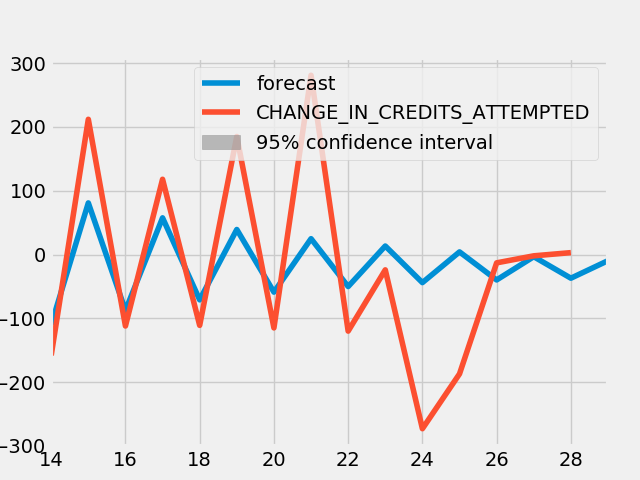 forecast
CHANGE_IN_CREDITS_ATTEMPTED
95% confidence interval
300
200
100
0
−100
−200
−300
14 16 18 20 22 24 26 28